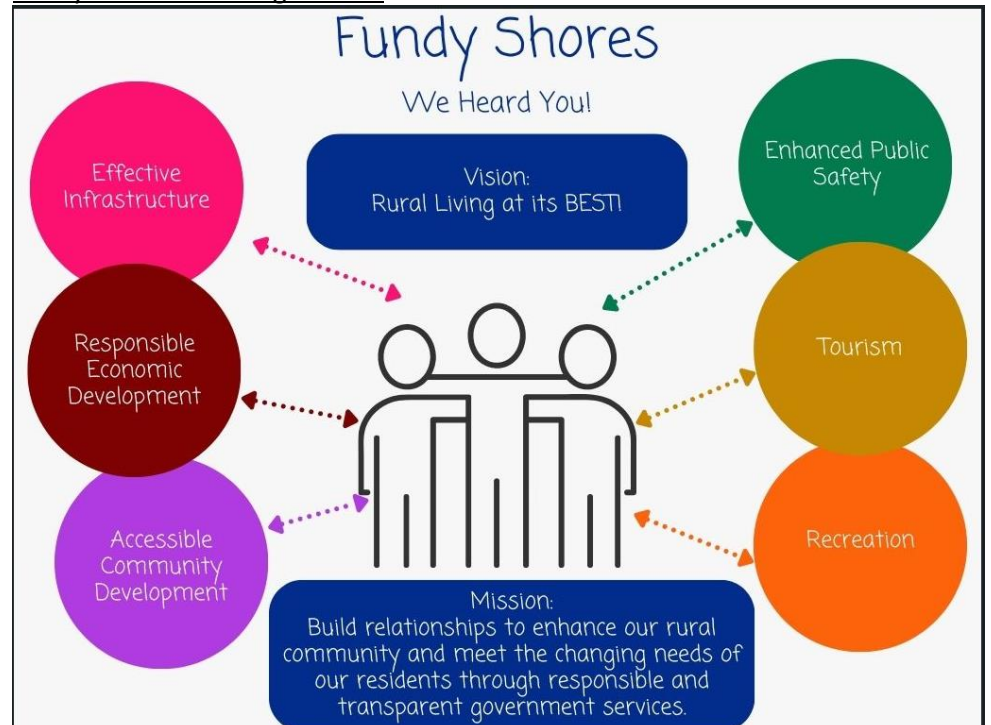 Fundy Shores
We Heard You!
Effective
Infrastructure
Vision:
Rural Living at its BEST!
Enhanced Public
Safety
Responsible
Economic
Development
Tourism
Accessible
Community
Development
Recreation
Mission:
Build relationships to enhance our rural
community and meet the changing needs of
our residents through responsible and
transparent government services.